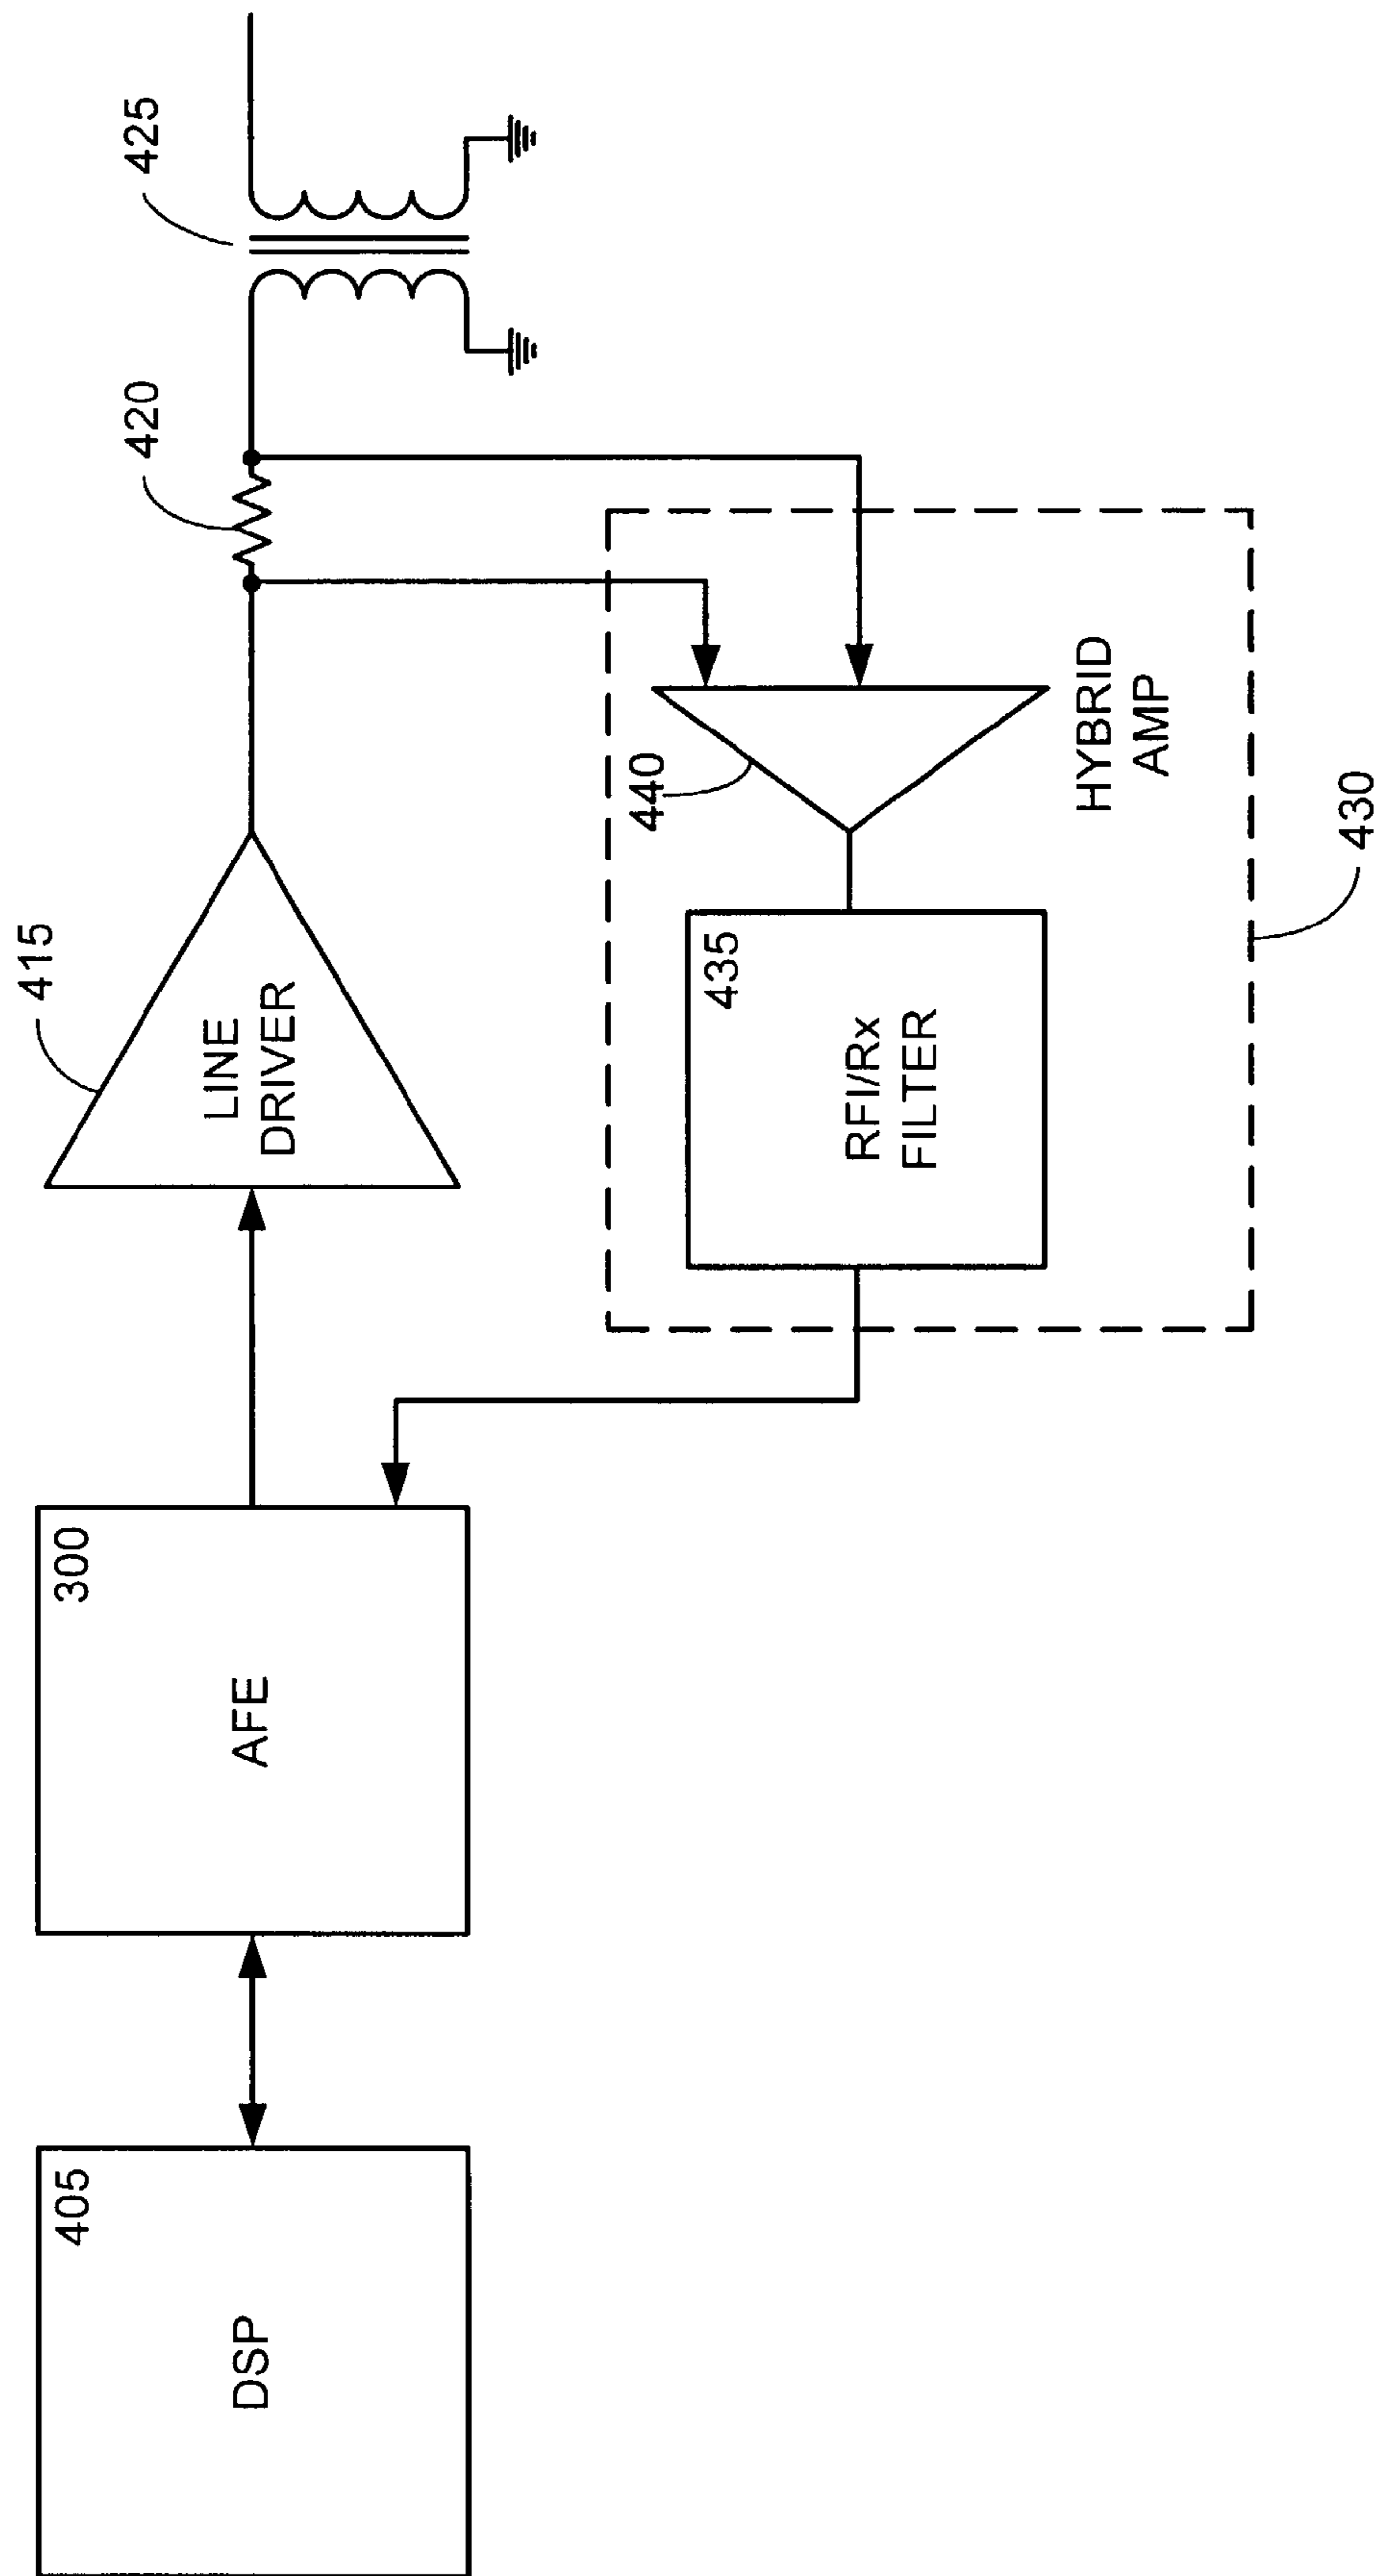 405
DSP
300
AFE
415
LINE
DRIVER
420
425
435
RFI/Rx
FILTER
440
HYBRID
AMP
430